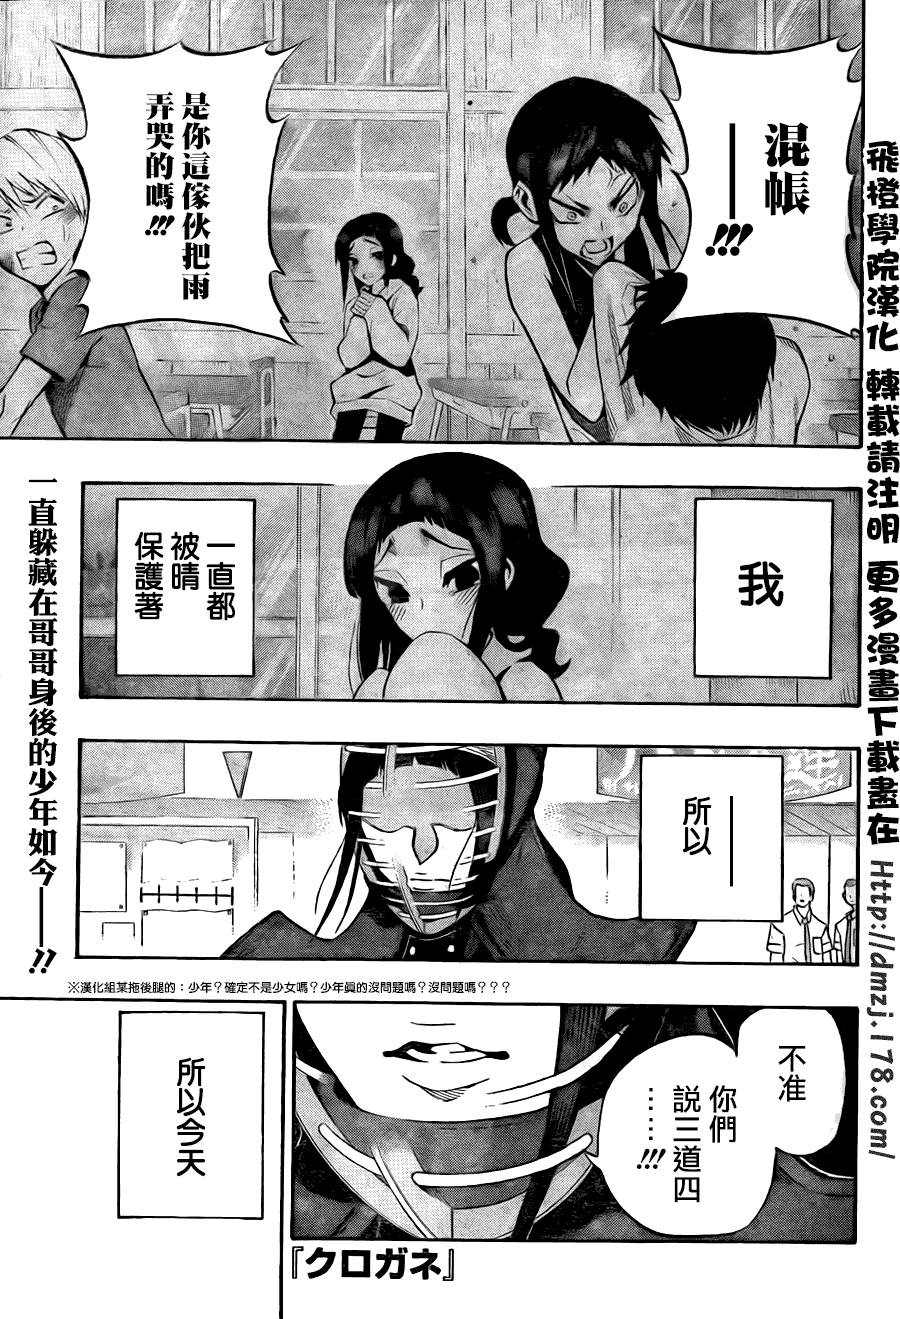 混帳
——!!!
是你這傢伙把雨
弄哭的嗎!!!
我
一直都
被晴
保護著
——
所以
一直躲藏在哥哥身後的少年如今——!!
※漢化組某拖後腿的：少年？確定不是少女嗎？少年真的沒問題嗎？沒問題嗎？？？
不准
你們
說三道四
……!!!
所以今天
『クロガネ』
飛橙學院漢化 轉載請注明 更多漫畫下載盡在 Http://dmzj.178.com/